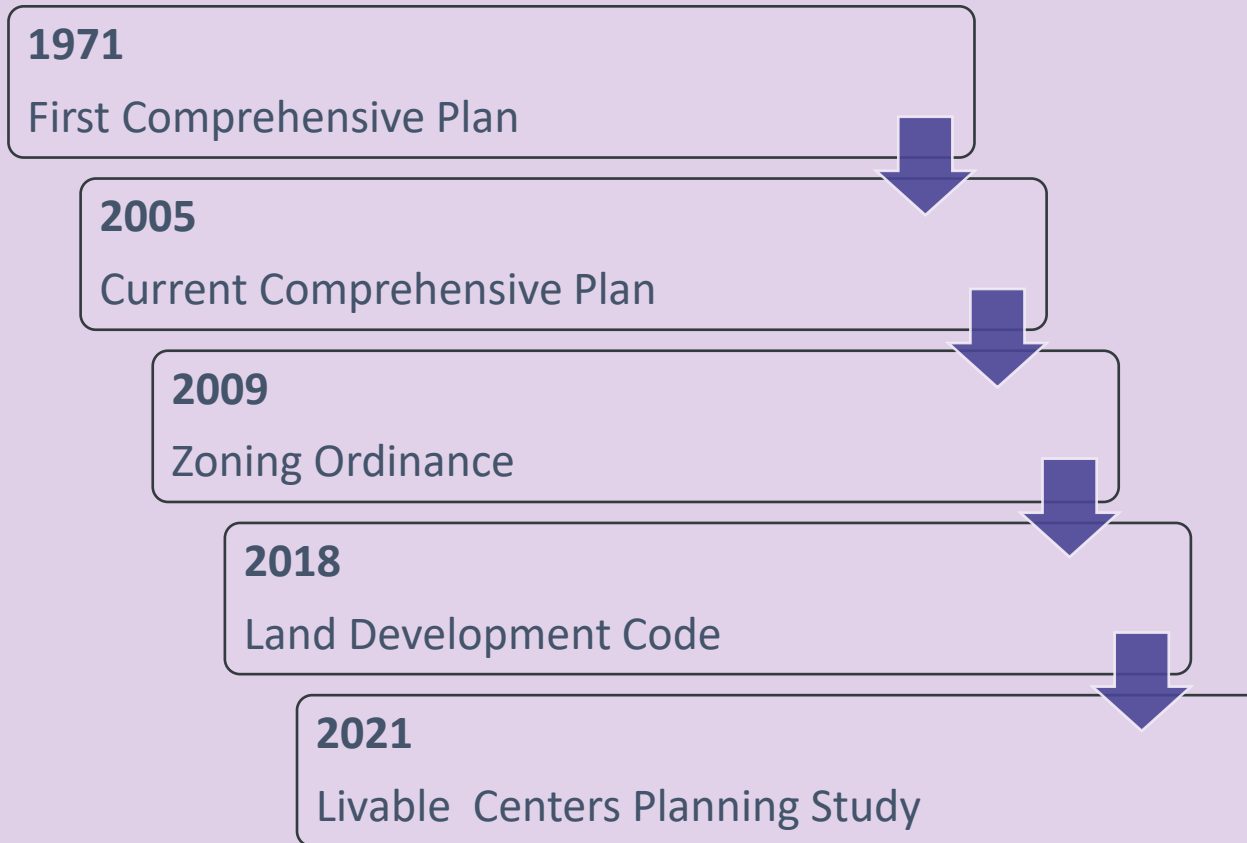 1971
First Comprehensive Plan
2005
Current Comprehensive Plan
2009
Zoning Ordinance
2018
Land Development Code
2021
Livable  Centers Planning Study